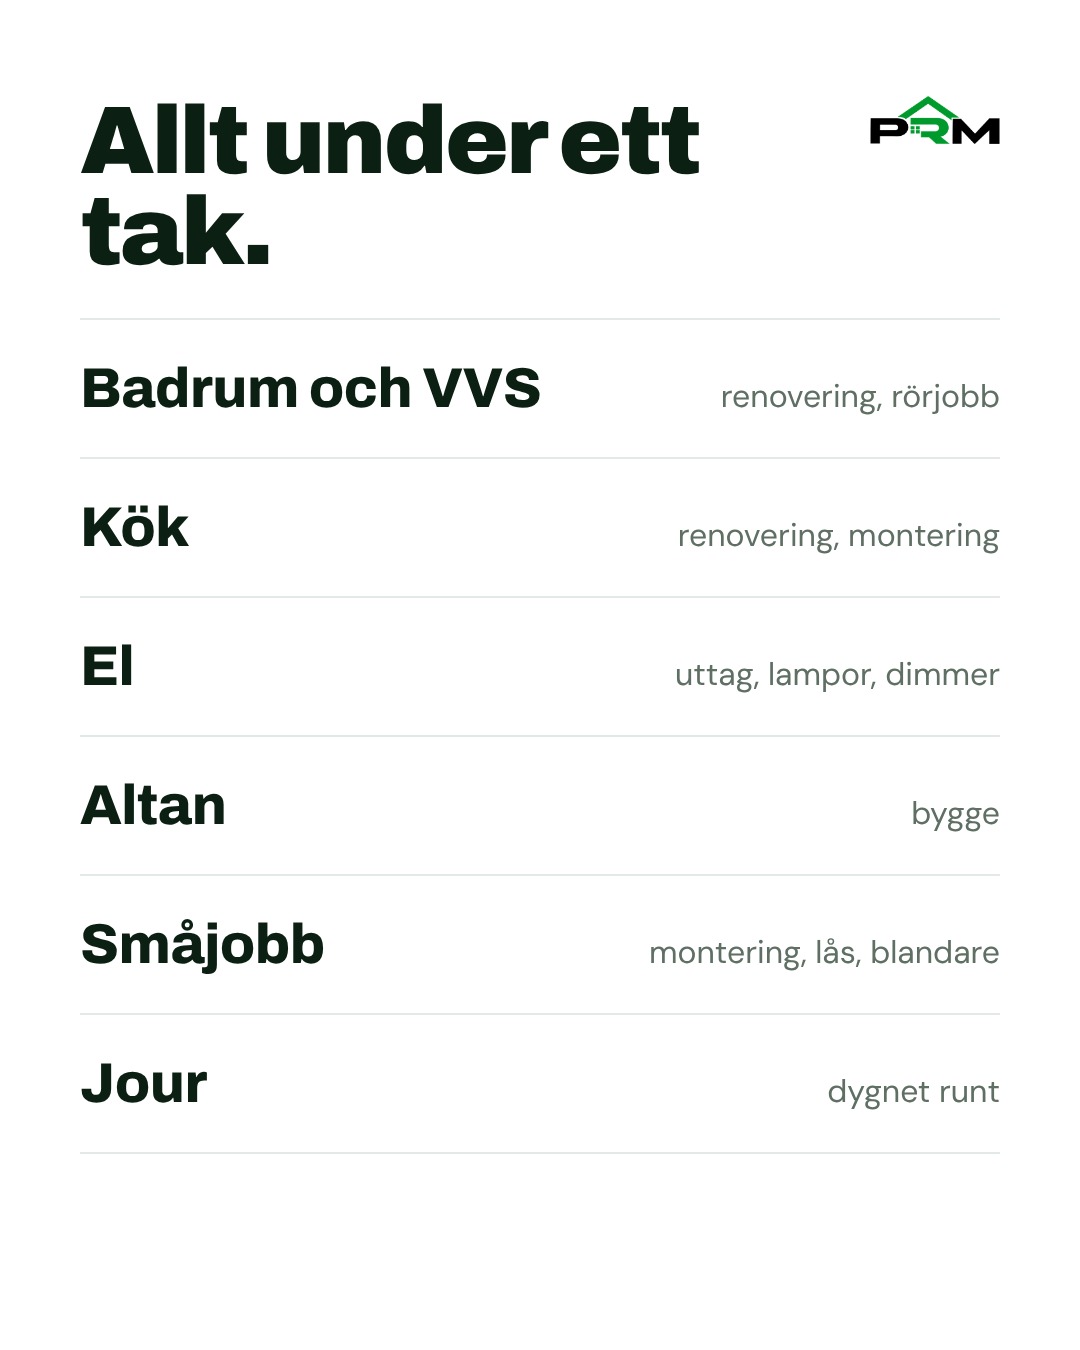 Allt under ett
tak.
PRM
Badrum och VVS
renovering, rörjobb
Kök
renovering, montering
El
uttag, lampor, dimmer
Altan
bygge
Småjobb
montering, lås, blandare
Jour
dygnet runt